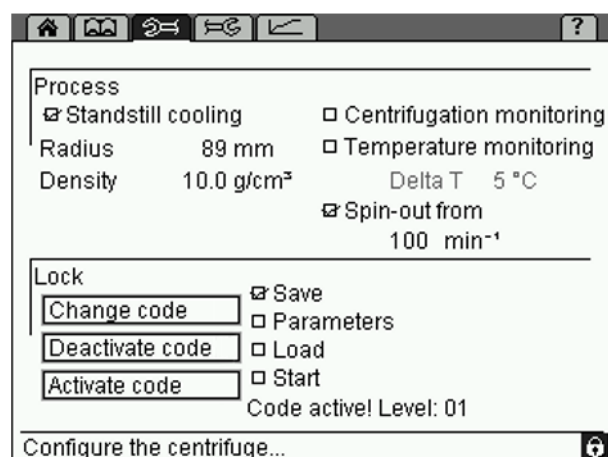 ?
Process
Standstill cooling
Centrifugation monitoring
Radius 89 mm
Temperature monitoring
Density 10.0 g/cm³
Delta T 5 °C
Spin-out from
100 min⁻¹
Lock
Save
Change code
Parameters
Deactivate code
Load
Activate code
Start
Code active! Level: 01
Configure the centrifuge...